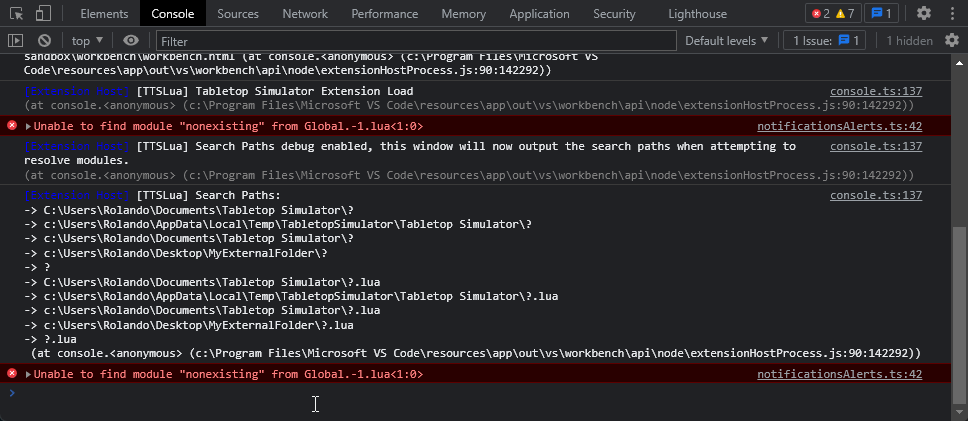 Elements Console Sources Network Performance Memory Application Security Lighthouse 2 7 1
top Filter Default levels 1 Issue: 1 1 hidden
sandbox\workbench\workbench.html (at console.<anonymous> (c:\Program Files\Microsoft VS
Code\resources\app\out\vs\workbench\api\node\extensionHostProcess.js:90:142292))
[Extension Host] [TTSLua] Tabletop Simulator Extension Load console.ts:137
(at console.<anonymous> (c:\Program Files\Microsoft VS Code\resources\app\out\vs\workbench\api\node\extensionHostProcess.js:90:142292))
Unable to find module "nonexisting" from Global.-1.lua<1:0> notificationsAlerts.ts:42
[Extension Host] [TTSLua] Search Paths debug enabled, this window will now output the search paths when attempting to console.ts:137
resolve modules.
(at console.<anonymous> (c:\Program Files\Microsoft VS Code\resources\app\out\vs\workbench\api\node\extensionHostProcess.js:90:142292))
[Extension Host] [TTSLua] Search Paths: console.ts:137
-> C:\Users\Rolando\Documents\Tabletop Simulator\?
-> c:\Users\Rolando\AppData\Local\Temp\TabletopSimulator\Tabletop Simulator\?
-> c:\Users\Rolando\Documents\Tabletop Simulator\?
-> c:\Users\Rolando\Desktop\MyExternalFolder\?
-> ?
-> C:\Users\Rolando\Documents\Tabletop Simulator\?.lua
-> c:\Users\Rolando\AppData\Local\Temp\TabletopSimulator\Tabletop Simulator\?.lua
-> c:\Users\Rolando\Documents\Tabletop Simulator\?.lua
-> c:\Users\Rolando\Desktop\MyExternalFolder\?.lua
-> ?.lua
(at console.<anonymous> (c:\Program Files\Microsoft VS Code\resources\app\out\vs\workbench\api\node\extensionHostProcess.js:90:142292))
Unable to find module "nonexisting" from Global.-1.lua<1:0> notificationsAlerts.ts:42